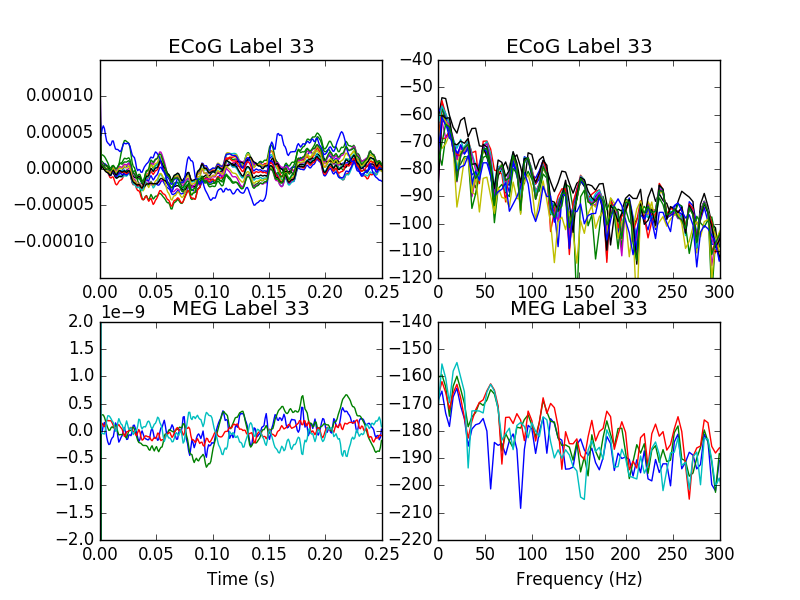 ECoG Label 33
0.00010
0.00005
0.00000
−0.00005
−0.00010
0.00 0.05 0.10 0.15 0.20 0.25
ECoG Label 33
−40
−50
−60
−70
−80
−90
−100
−110
−120
0 50 100 150 200 250 300
MEG Label 33
1e−9
2.0
1.5
1.0
0.5
0.0
−0.5
−1.0
−1.5
−2.0
0.00 0.05 0.10 0.15 0.20 0.25
Time (s)
MEG Label 33
−140
−150
−160
−170
−180
−190
−200
−210
−220
0 50 100 150 200 250 300
Frequency (Hz)